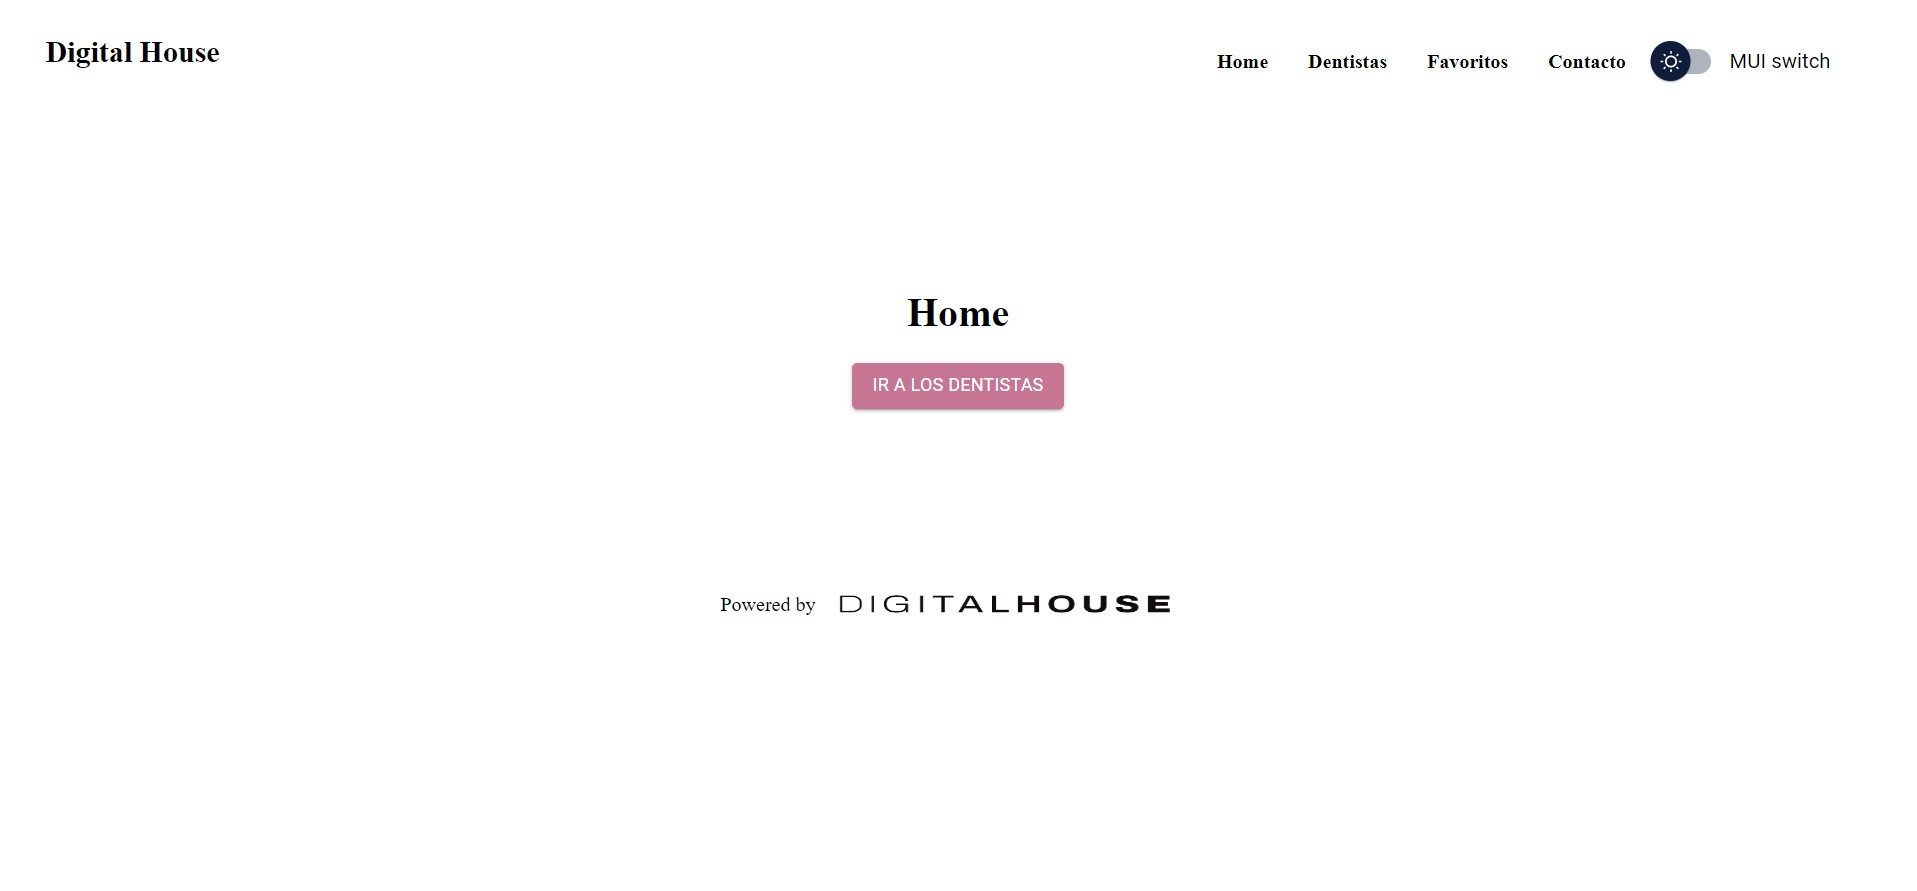 Digital House
Home Dentistas Favoritos Contacto MUI switch
Home
IR A LOS DENTISTAS
Powered by DIGITALHOUSE